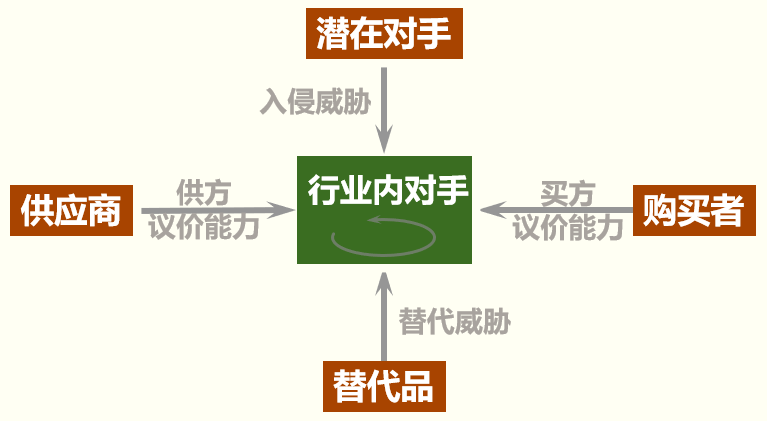 潜在对手
入侵威胁
供应商
供方
议价能力
行业内对手
买方
议价能力
购买者
替代威胁
替代品